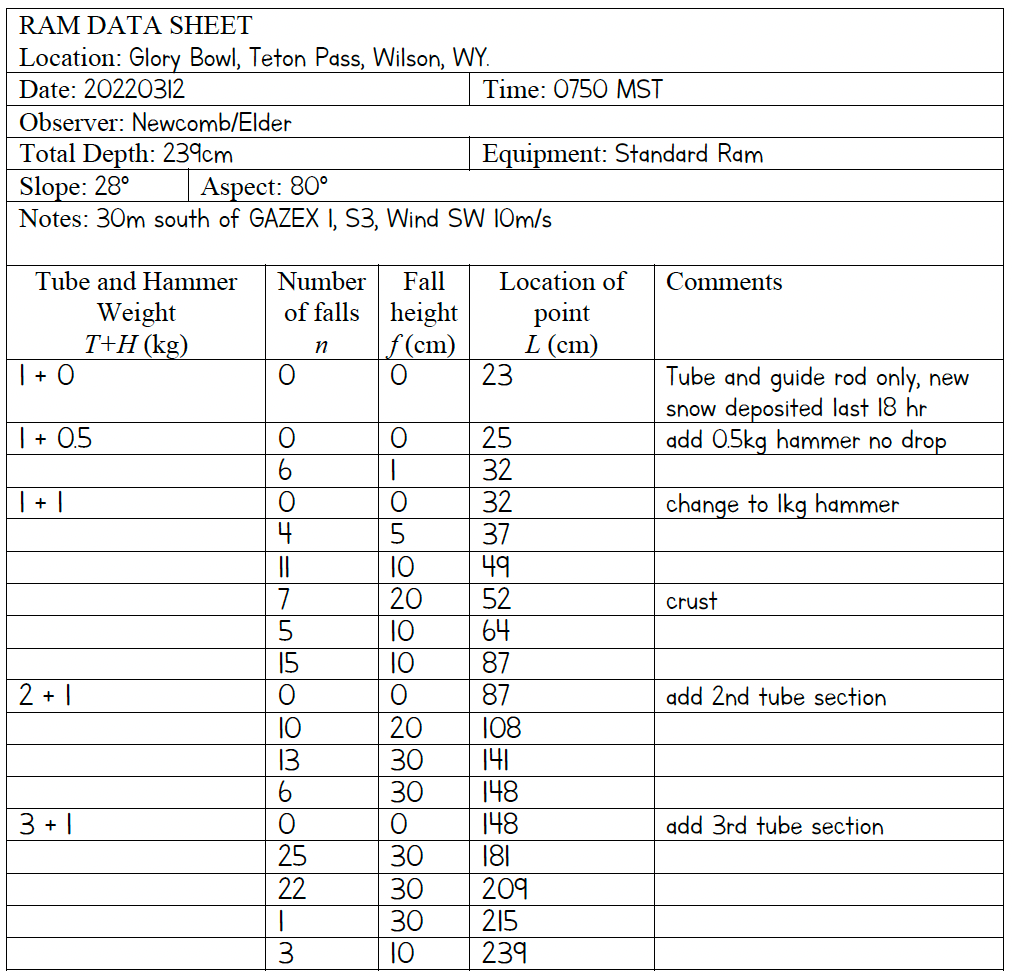 RAM DATA SHEET
Location: Glory Bowl, Teton Pass, Wilson, WY.
Date: 20220312 Time: 0750 MST
Observer: Newcomb/Elder
Total Depth: 239cm Equipment: Standard Ram
Slope: 28° Aspect: 80°
Notes: 30m south of GAZEX 1, S3, Wind SW 10m/s
Tube and Hammer Number Fall Location of Comments
Weight of falls height point
T+H (kg) n f (cm) L (cm)
1 + 0 0 0 23 Tube and guide rod only, new
snow deposited last 18 hr
1 + 0.5 0 0 25 add 0.5kg hammer no drop
6 1 32
1 + 1 0 0 32 change to 1kg hammer
4 5 37
11 10 49
7 20 52 crust
5 10 64
15 10 87
2 + 1 0 0 87 add 2nd tube section
10 20 108
13 30 141
6 30 148
3 + 1 0 0 148 add 3rd tube section
25 30 181
22 30 209
1 30 215
3 10 239